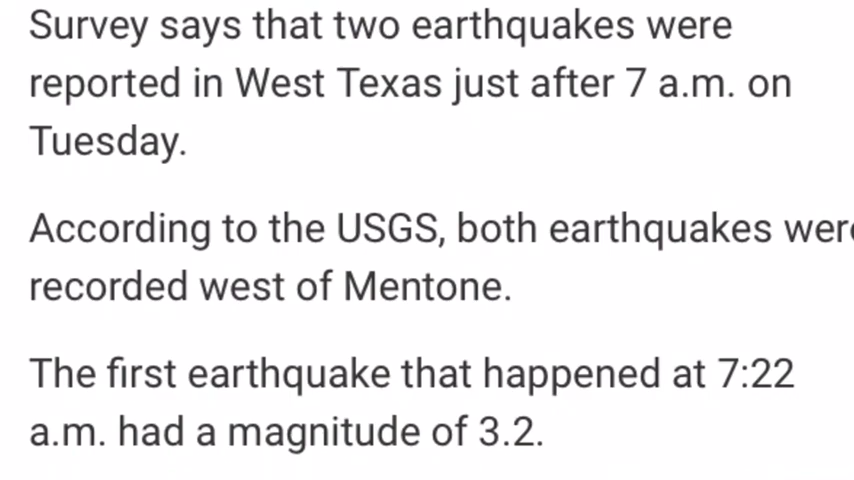 Survey says that two earthquakes were
reported in West Texas just after 7 a.m. on
Tuesday.
According to the USGS, both earthquakes were
recorded west of Mentone.
The first earthquake that happened at 7:22
a.m. had a magnitude of 3.2.